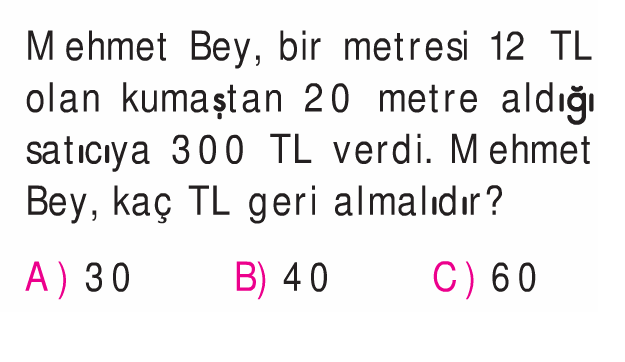 Mehmet Bey, bir metresi 12 TL
olan kumaştan 20 metre aldığı
satıcıya 300 TL verdi. Mehmet
Bey, kaç TL geri almalıdır?
A) 30 B) 40 C) 60